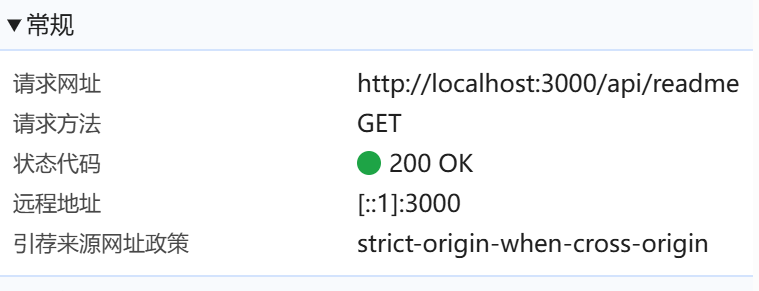 ▼常规
请求网址 http://localhost:3000/api/readme
请求方法 GET
状态代码 200 OK
远程地址 [::1]:3000
引荐来源网址政策 strict-origin-when-cross-origin